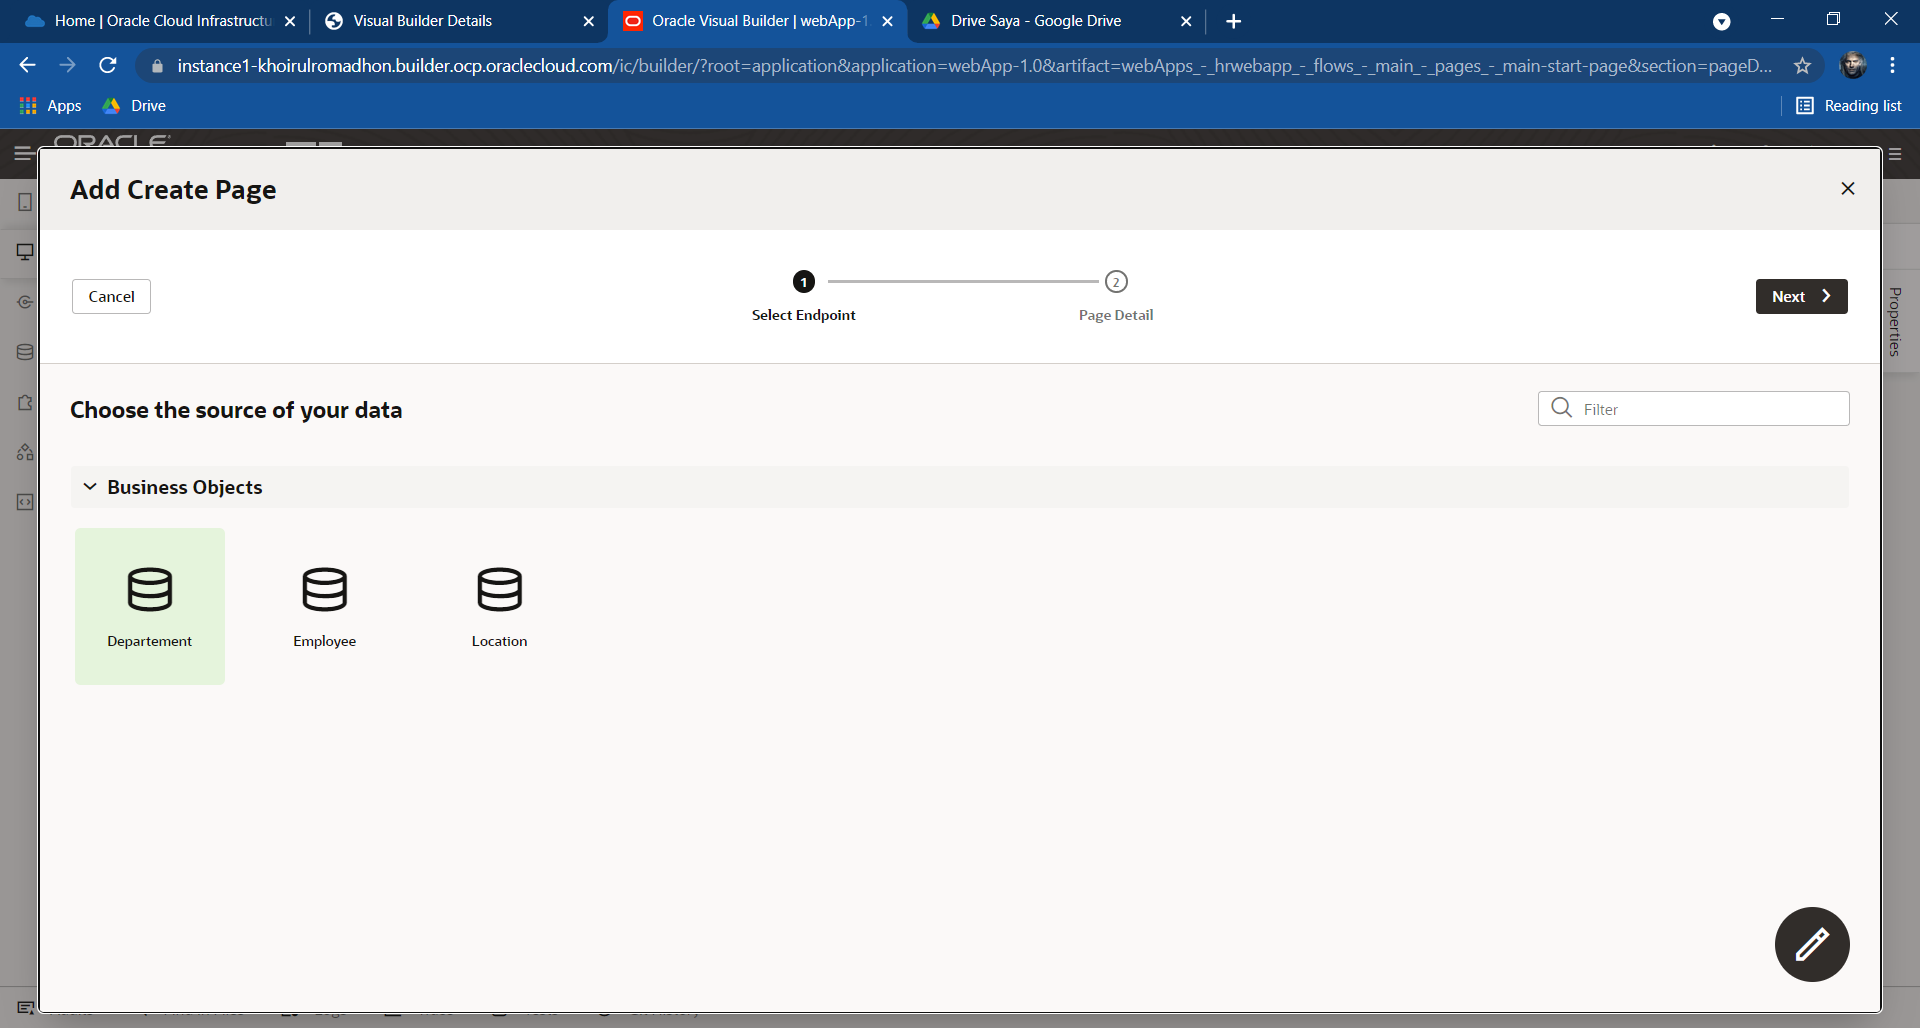 Home | Oracle Cloud Infrastructu
Visual Builder Details
Oracle Visual Builder | webApp-1.
Drive Saya - Google Drive
instance1-khoirulromadhon.builder.ocp.oraclecloud.com/ic/builder/?root=application&application=webApp-1.0&artifact=webApps_-_hrwebapp_-_flows_-_main_-_pages_-_main-start-page&section=pageD...
Apps
Drive
Reading list
ORACLE
Add Create Page
Cancel
1
2
Select Endpoint
Page Detail
Next
Properties
Choose the source of your data
Filter
Business Objects
Departement
Employee
Location